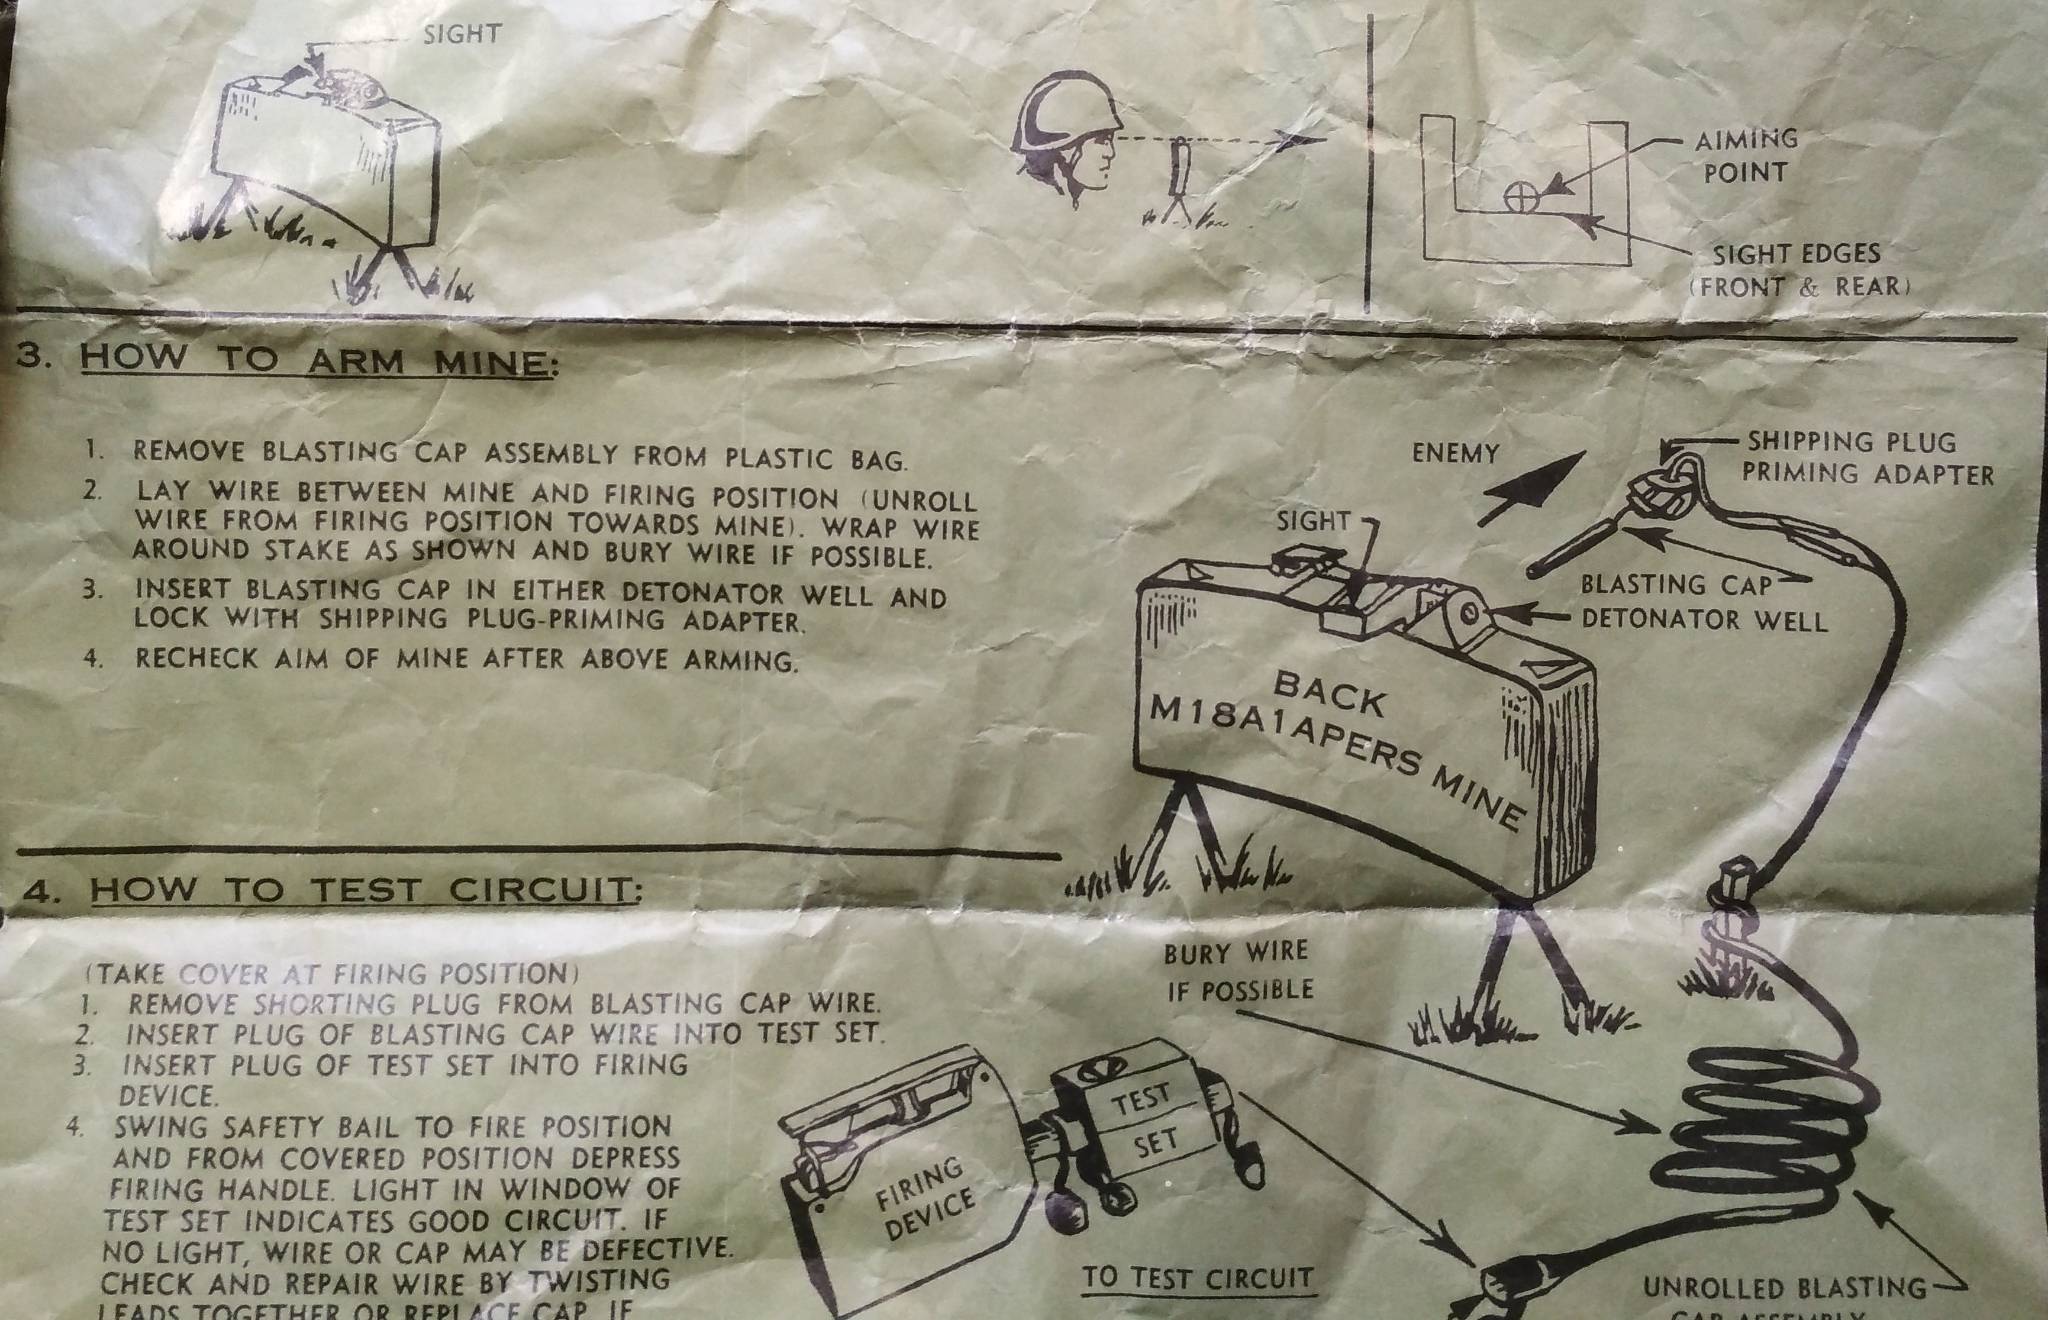 SIGHT
AIMING
POINT
SIGHT EDGES
(FRONT & REAR)
3. HOW TO ARM MINE:
1. REMOVE BLASTING CAP ASSEMBLY FROM PLASTIC BAG.
2. LAY WIRE BETWEEN MINE AND FIRING POSITION (UNROLL
WIRE FROM FIRING POSITION TOWARDS MINE). WRAP WIRE
AROUND STAKE AS SHOWN AND BURY WIRE IF POSSIBLE.
3. INSERT BLASTING CAP IN EITHER DETONATOR WELL AND
LOCK WITH SHIPPING PLUG-PRIMING ADAPTER.
4. RECHECK AIM OF MINE AFTER ABOVE ARMING.
ENEMY
SHIPPING PLUG
PRIMING ADAPTER
SIGHT
BLASTING CAP
DETONATOR WELL
BACK
M18A1APERS MINE
4. HOW TO TEST CIRCUIT:
(TAKE COVER AT FIRING POSITION)
1. REMOVE SHORTING PLUG FROM BLASTING CAP WIRE.
2. INSERT PLUG OF BLASTING CAP WIRE INTO TEST SET.
3. INSERT PLUG OF TEST SET INTO FIRING
DEVICE.
4. SWING SAFETY BAIL TO FIRE POSITION
AND FROM COVERED POSITION DEPRESS
FIRING HANDLE. LIGHT IN WINDOW OF
TEST SET INDICATES GOOD CIRCUIT. IF
NO LIGHT, WIRE OR CAP MAY BE DEFECTIVE.
CHECK AND REPAIR WIRE BY TWISTING
LEADS TOGETHER OR REPLACE CAP. IF
BURY WIRE
IF POSSIBLE
TEST
SET
FIRING
DEVICE
TO TEST CIRCUIT
UNROLLED BLASTING
CAP ASSEMBLY